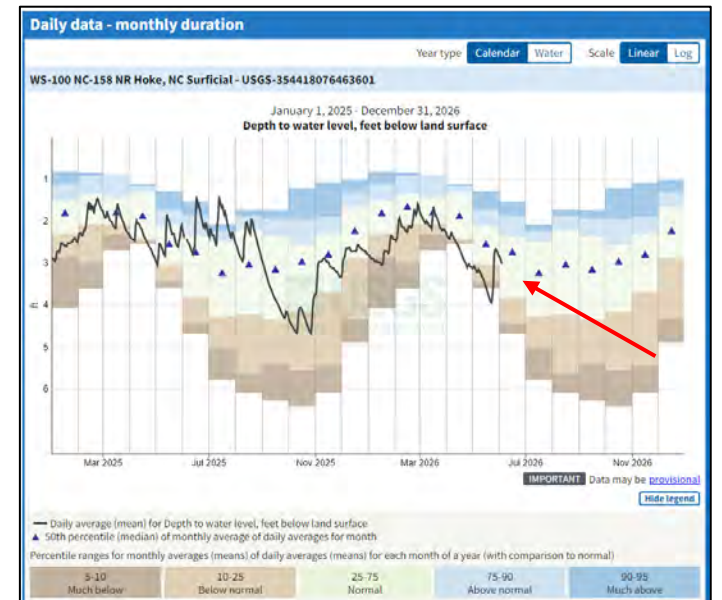 Daily data - monthly duration
Year type Calendar Water Scale Linear Log
WS-100 NC-158 NR Hoke, NC Surficial - USGS-354418076463601
January 1, 2025 - December 31, 2026
Depth to water level, feet below land surface
1
2
3
ft 4
5
6
USGS
Mar 2025 Jul 2025 Nov 2025 Mar 2026 Jul 2026 Nov 2026
IMPORTANT Data may be provisional
Hide legend
Daily average (mean) for Depth to water level, feet below land surface
50th percentile (median) of monthly average of daily averages for month
Percentile ranges for monthly averages (means) of daily averages (means) for each month of a year (with comparison to normal)
5-10 10-25 25-75 75-90 90-95
Much below Below normal Normal Above normal Much above